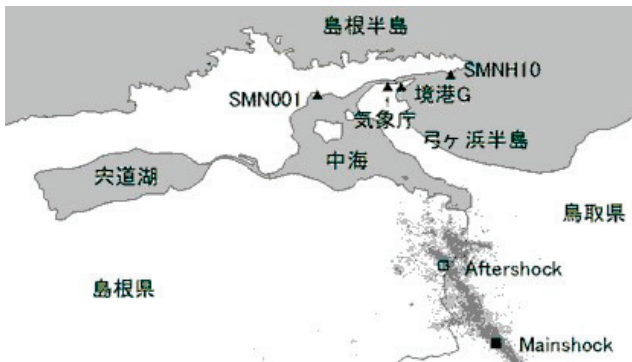 島根半島
SMNH10
SMN001
境港G
気象庁
弓ヶ浜半島
中海
宍道湖
鳥取県
Aftershock
島根県
Mainshock